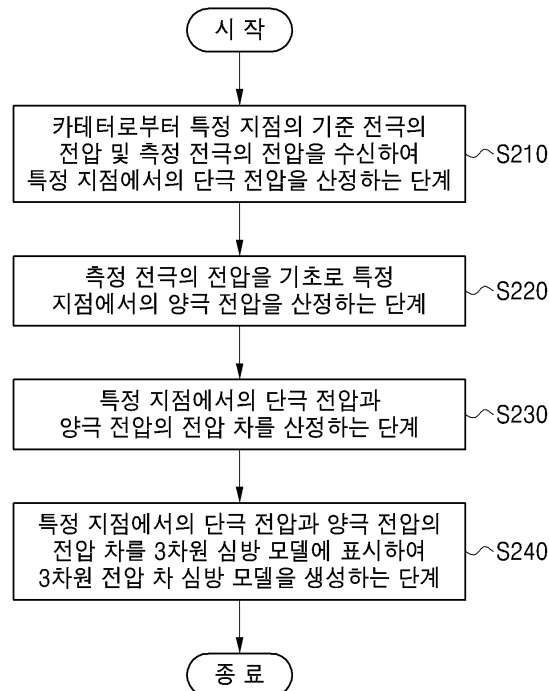 시 작
카테터로부터 특정 지점의 기준 전극의
전압 및 측정 전극의 전압을 수신하여
특정 지점에서의 단극 전압을 산정하는 단계
S210
측정 전극의 전압을 기초로 특정
지점에서의 양극 전압을 산정하는 단계
S220
특정 지점에서의 단극 전압과
양극 전압의 전압 차를 산정하는 단계
S230
특정 지점에서의 단극 전압과 양극 전압의
전압 차를 3차원 심방 모델에 표시하여
3차원 전압 차 심방 모델을 생성하는 단계
S240
종 료